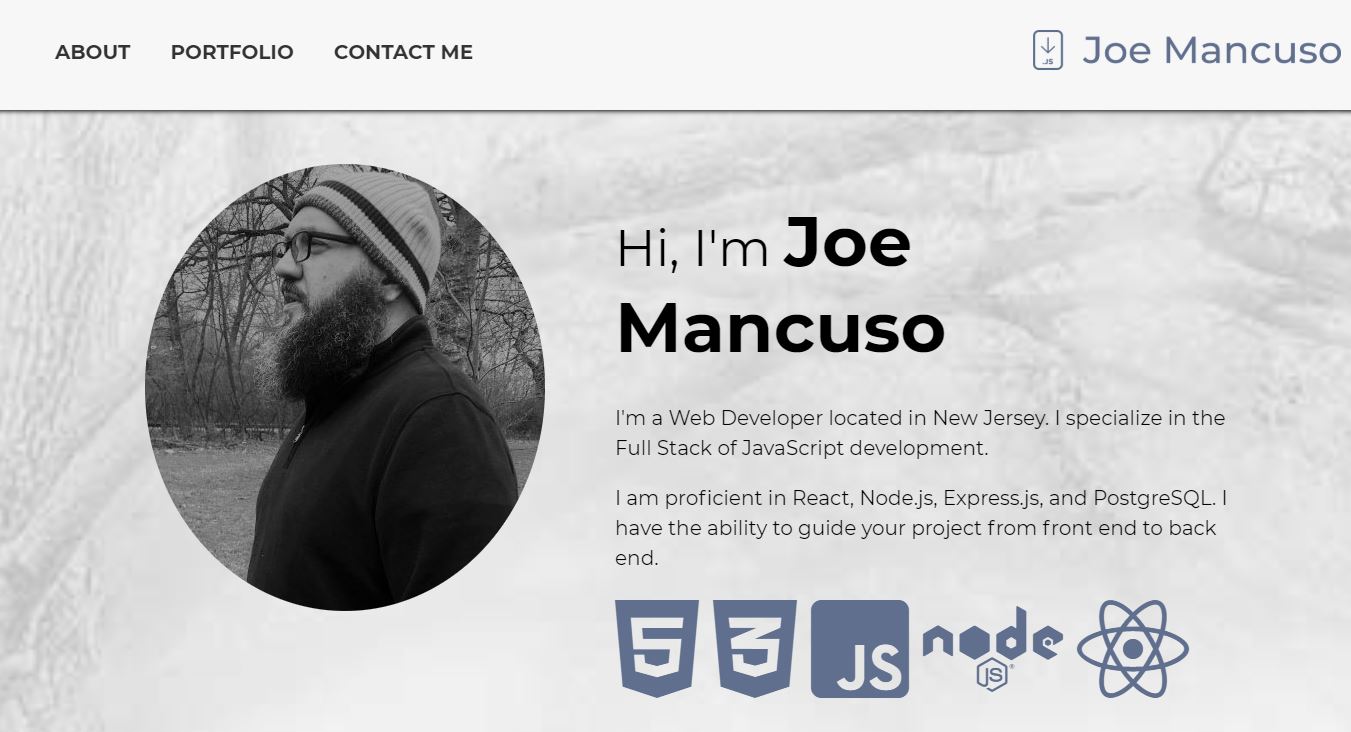 ABOUT PORTFOLIO CONTACT ME
.JS Joe Mancuso
Hi, I'm Joe
Mancuso
I'm a Web Developer located in New Jersey. I specialize in the
Full Stack of JavaScript development.
I am proficient in React, Node.js, Express.js, and PostgreSQL. I
have the ability to guide your project from front end to back
end.
5 3 JS node
JS®